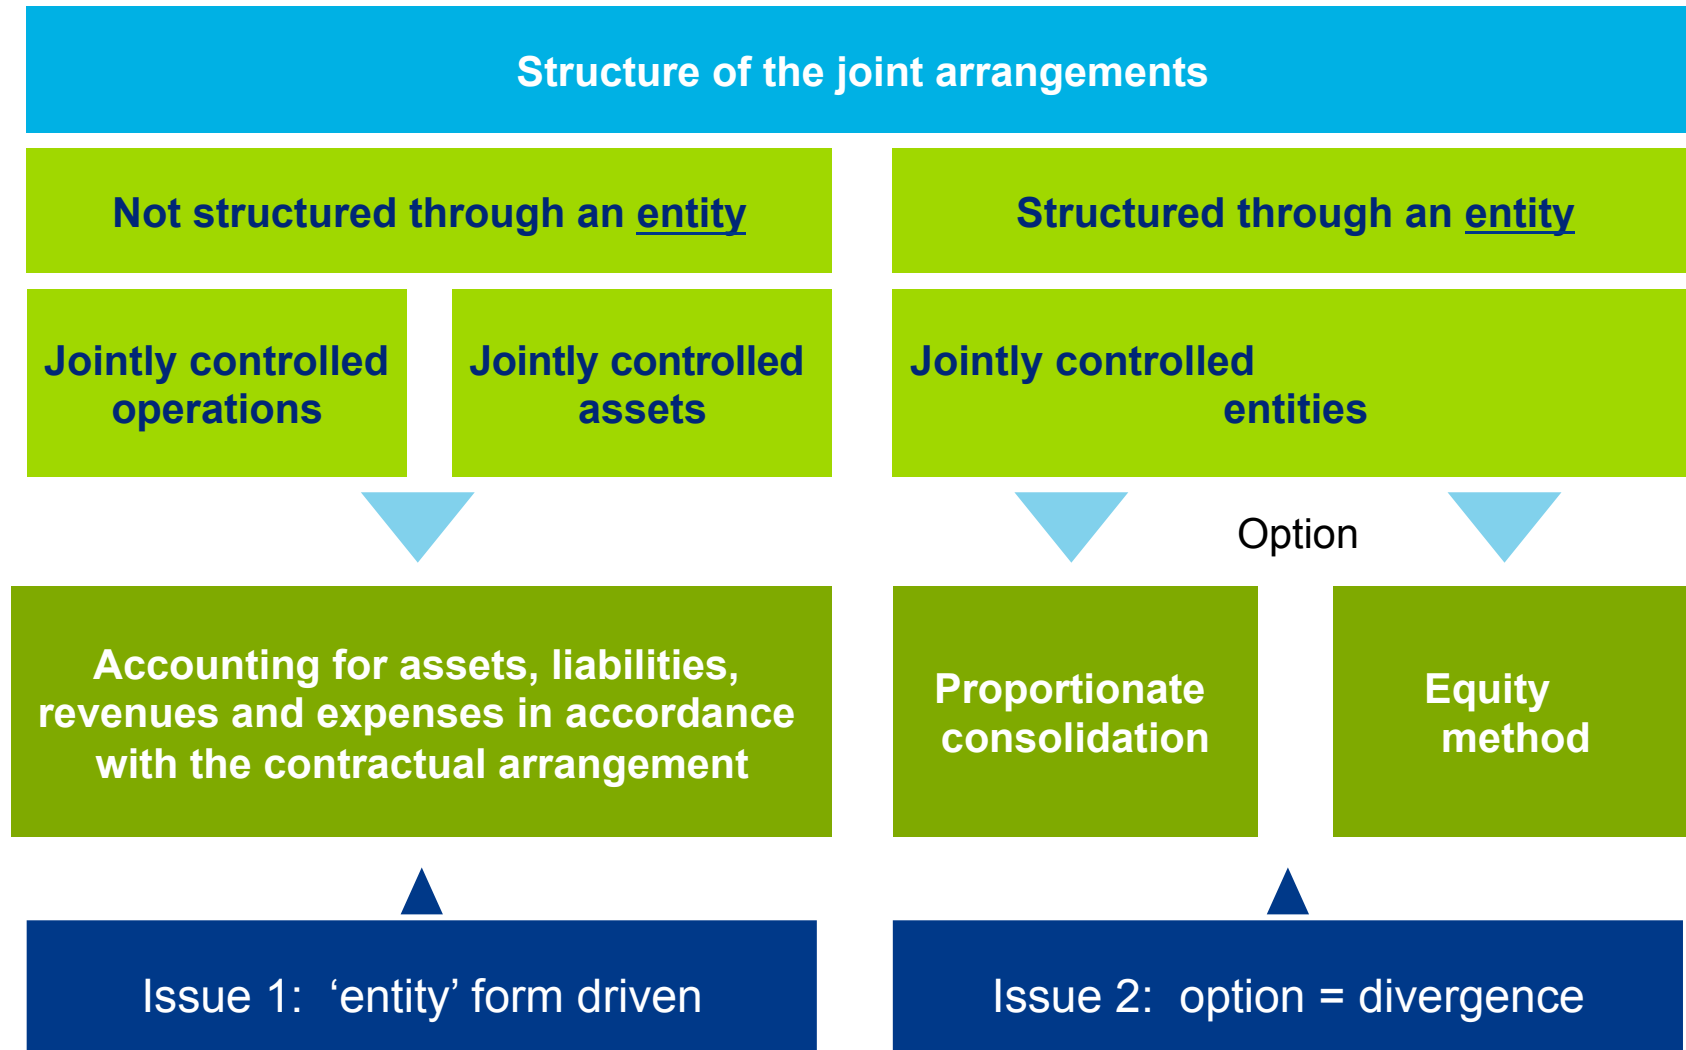 Structure of the joint arrangements
Not structured through an entity
Structured through an entity
Jointly controlled
operations
Jointly controlled
assets
Jointly controlled
entities
Option
Accounting for assets, liabilities,
revenues and expenses in accordance
with the contractual arrangement
Proportionate
consolidation
Equity
method
Issue 1:  ‘entity’ form driven
Issue 2:  option = divergence